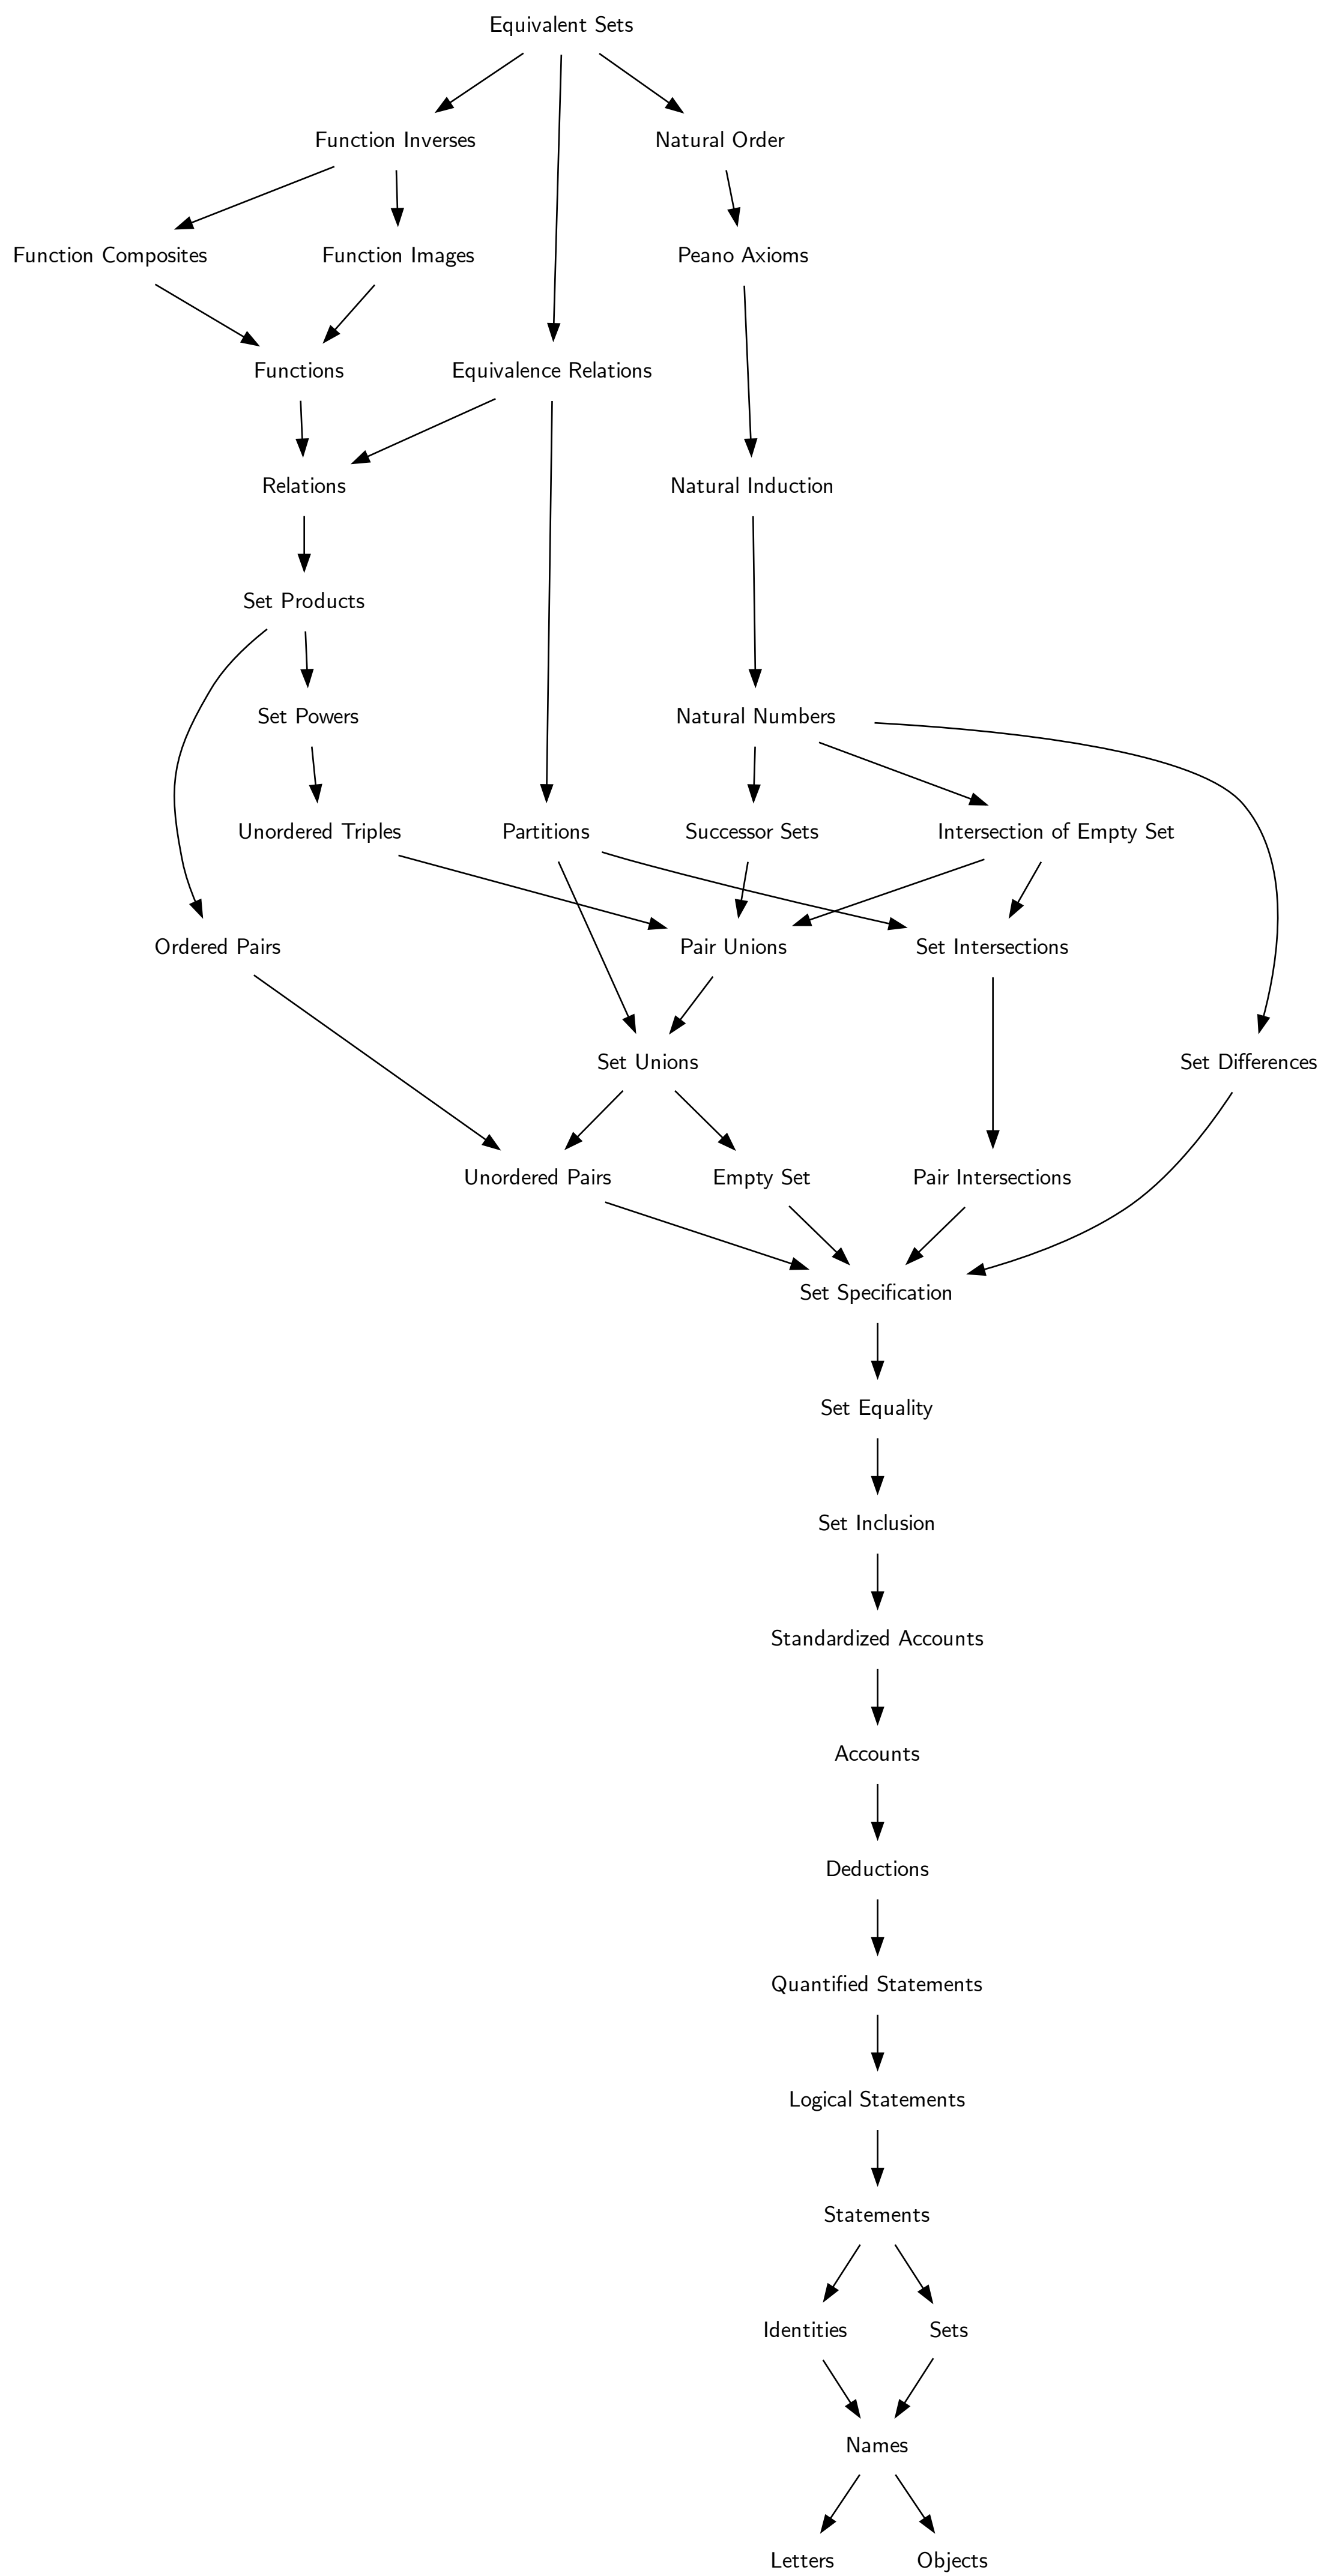 Equivalent Sets
Function Inverses
Natural Order
Function Composites
Function Images
Peano Axioms
Functions
Equivalence Relations
Relations
Natural Induction
Set Products
Set Powers
Natural Numbers
Unordered Triples
Partitions
Successor Sets
Intersection of Empty Set
Ordered Pairs
Pair Unions
Set Intersections
Set Unions
Set Differences
Unordered Pairs
Empty Set
Pair Intersections
Set Specification
Set Equality
Set Inclusion
Standardized Accounts
Accounts
Deductions
Quantified Statements
Logical Statements
Statements
Identities
Sets
Names
Letters
Objects